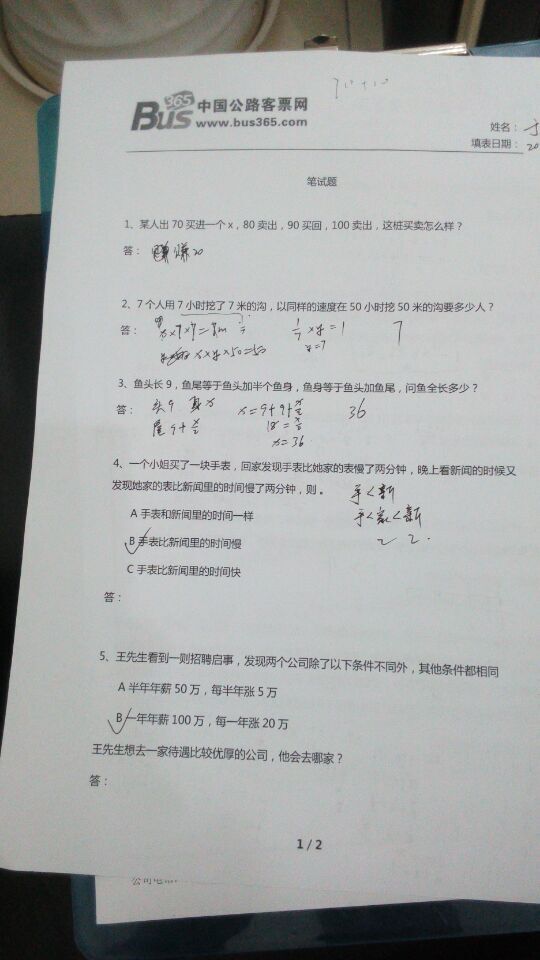 7 10 + 10
365
Bus 中国公路客票网
www.bus365.com
姓名：
填表日期： 20
笔试题
1、某人出 70 买进一个 x，80 卖出，90 买回，100 卖出，这桩买卖怎么样？
答： 赚20
2、7 个人用 7 小时挖了 7 米的沟，以同样的速度在 50 小时挖 50 米的沟要多少人？
答： 1/7 × y = 1 7
x × y × 50 = 50 y = 7
3、鱼头长 9，鱼尾等于鱼头加半个鱼身，鱼身等于鱼头加鱼尾，问鱼全长多少？
答： 头 9 身 x x = 9 + 9 + x/2 36
尾 9 + x/2 18 = x/2
x = 36
4、一个小姐买了一块手表，回家发现手表比她家的表慢了两分钟，晚上看新闻的时候又
发现她家的表比新闻里的时间慢了两分钟，则 。 手 < 新
A 手表和新闻里的时间一样 手 < 家 < 新
B 手表比新闻里的时间慢 2 2.
C 手表比新闻里的时间快
答：
5、王先生看到一则招聘启事，发现两个公司除了以下条件不同外，其他条件都相同
A 半年年薪 50 万，每半年涨 5 万
B 一年年薪 100 万，每一年涨 20 万
王先生想去一家待遇比较优厚的公司，他会去哪家？
答：
1 / 2